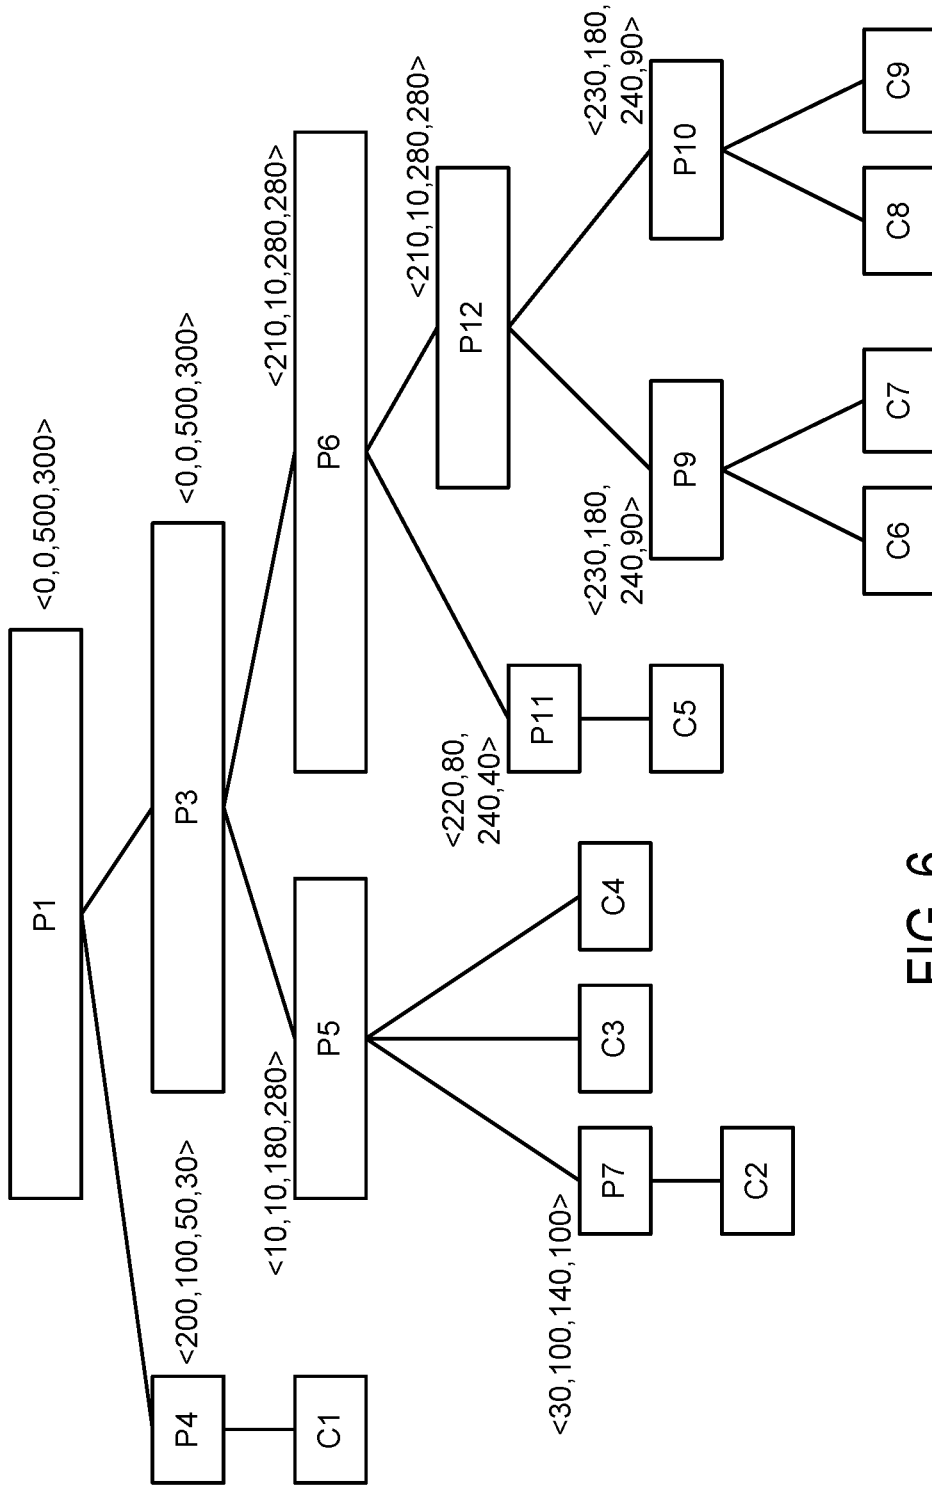 P1
<0,0,500,300>
P4
<200,100,50,30>
P3
<0,0,500,300>
C1
<10,10,180,280>
P5
P6
<210,10,280,280>
P12
<210,10,280,280>
<220,80,
240,40>
P11
<30,100,140,100>
P7
C3
C4
C5
<230,180,
240,90>
P9
P10
<230,180,
240,90>
C2
C6
C7
C8
C9
FIG. 6